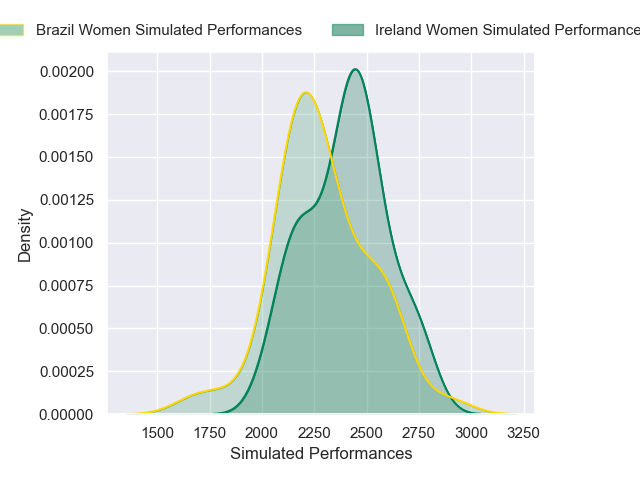 Brazil Women Simulated Performances
Ireland Women Simulated Performance
0.00200
0.00175
0.00150
0.00125
0.00100
0.00075
0.00050
0.00025
0.00000
Density
1500 1750 2000 2250 2500 2750 3000 3250
Simulated Performances